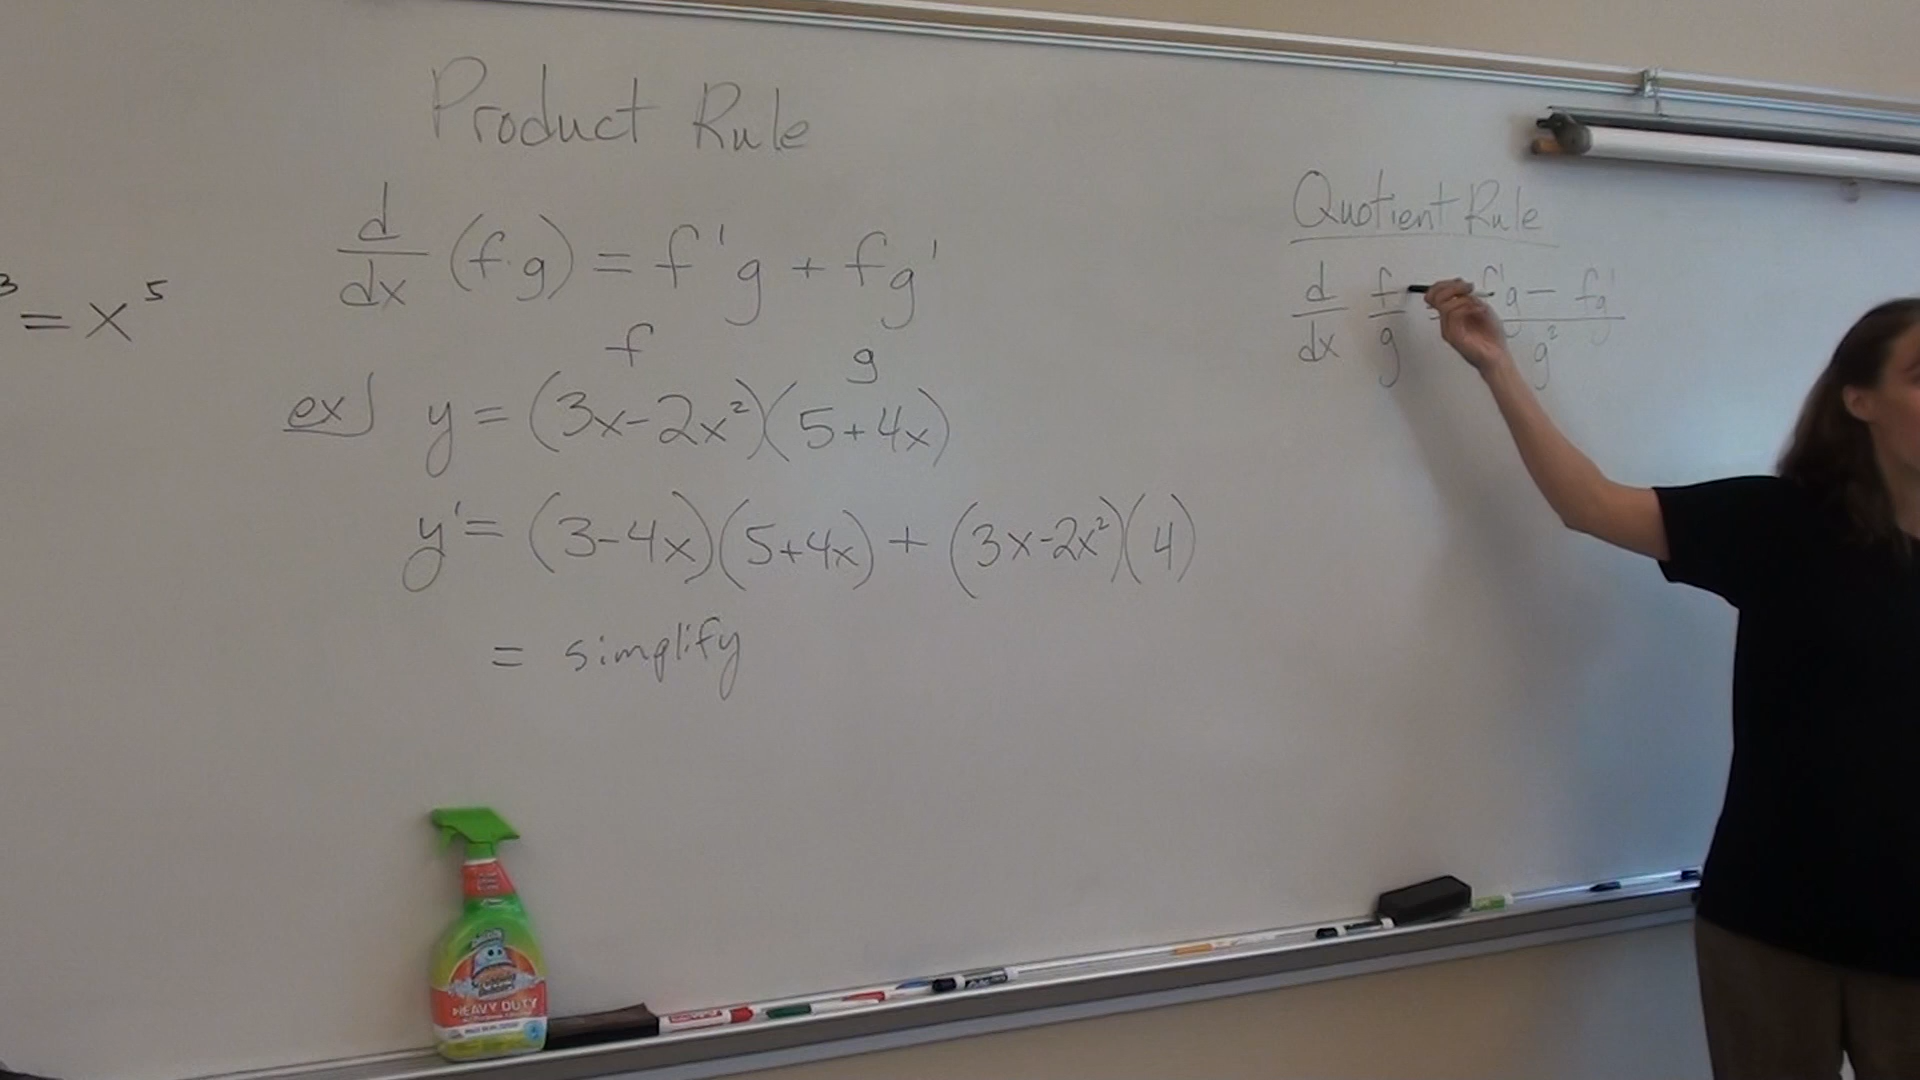 Product Rule
d/dx (f·g) = f'g + fg'
f g
ex) y = (3x-2x²)(5+4x)
y' = (3-4x)(5+4x) + (3x-2x²)(4)
= simplify
³ = x⁵
Quotient Rule
d/dx f/g = f'g - fg' / g²
HEAVY DUTY